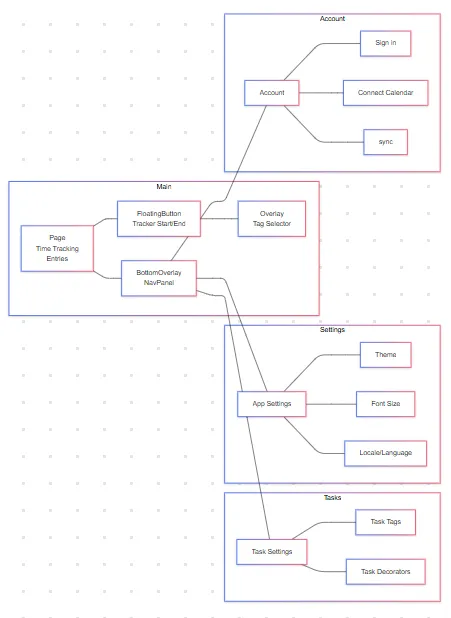 Account
Sign in
Account
Connect Calendar
sync
Main
FloatingButton
Tracker Start/End
Overlay
Tag Selector
Page
Time Tracking
Entries
BottomOverlay
NavPanel
Settings
Theme
App Settings
Font Size
Locale/Language
Tasks
Task Tags
Task Settings
Task Decorators